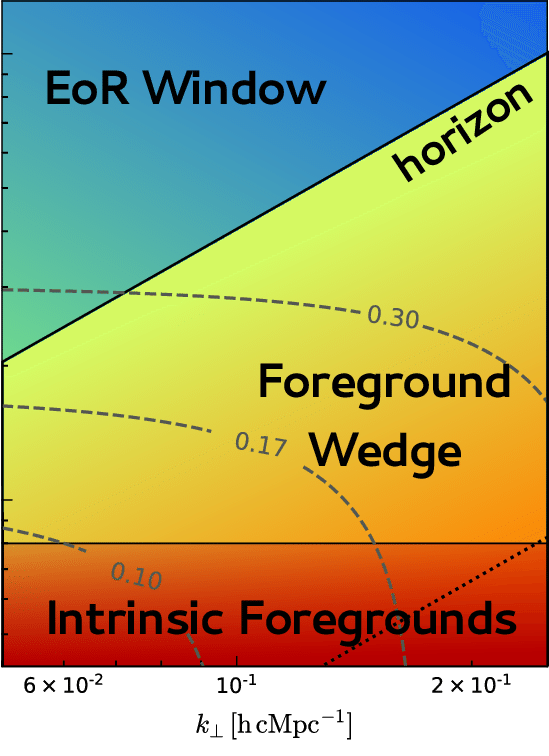 EoR Window
horizon
0.30
Foreground
Wedge
0.17
0.10
Intrinsic Foregrounds
6 × 10⁻² 10⁻¹ 2 × 10⁻¹
k⊥ [h cMpc⁻¹]